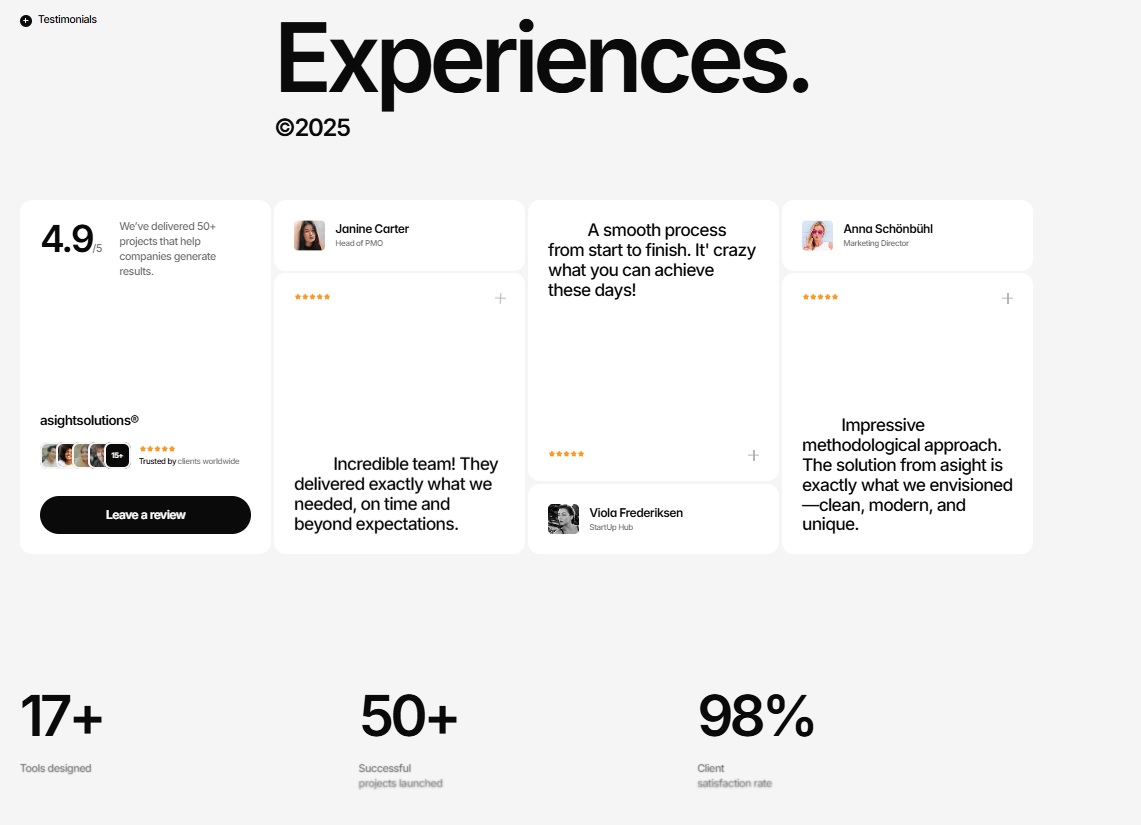 Testimonials
Experiences.
©2025
4.9/5
We've delivered 50+
projects that help
companies generate
results.
asightsolutions®
15+
Trusted by clients worldwide
Leave a review
Janine Carter
Head of PMO
Incredible team! They
delivered exactly what we
needed, on time and
beyond expectations.
A smooth process
from start to finish. It' crazy
what you can achieve
these days!
Viola Frederiksen
StartUp Hub
Anna Schönbühl
Marketing Director
Impressive
methodological approach.
The solution from asight is
exactly what we envisioned
—clean, modern, and
unique.
17+
Tools designed
50+
Successful
projects launched
98%
Client
satisfaction rate